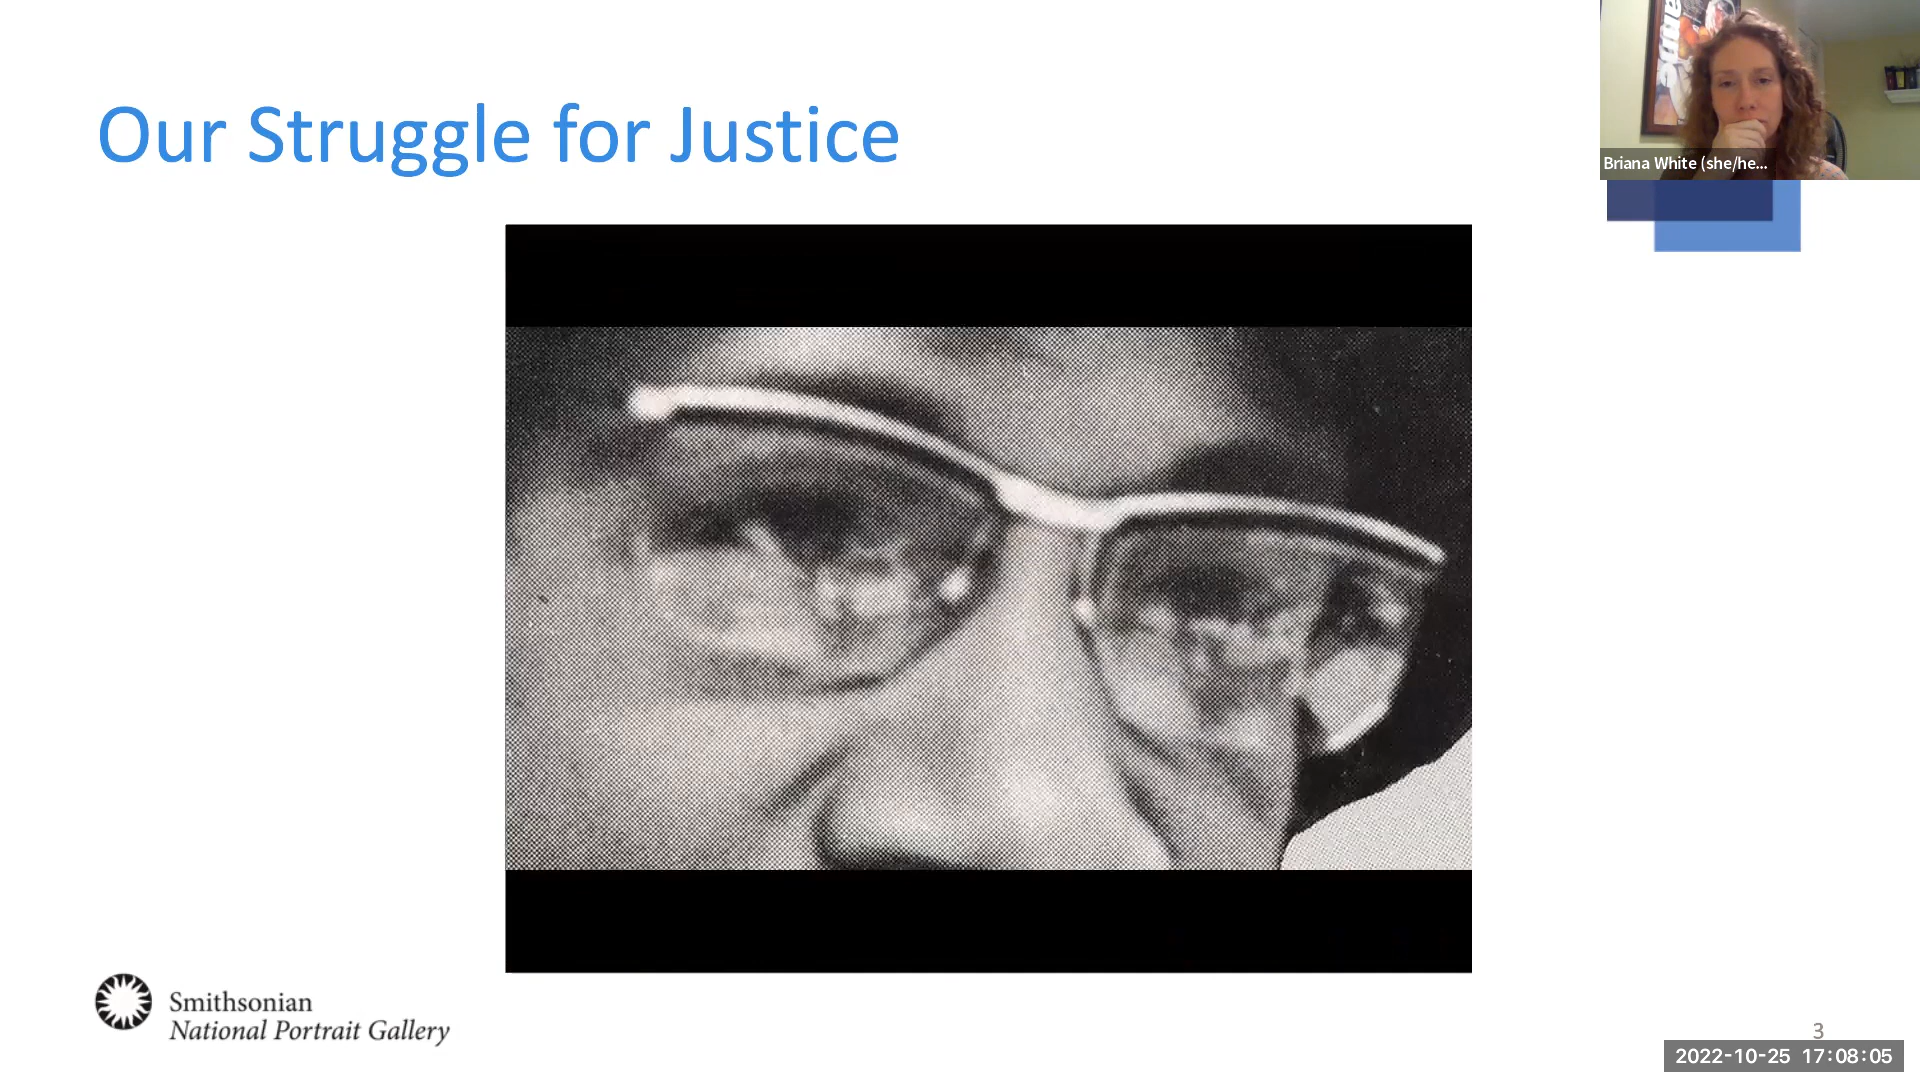 Our Struggle for Justice
Briana White (she/he...
Smithsonian
National Portrait Gallery
3
2022-10-25 17:08:05